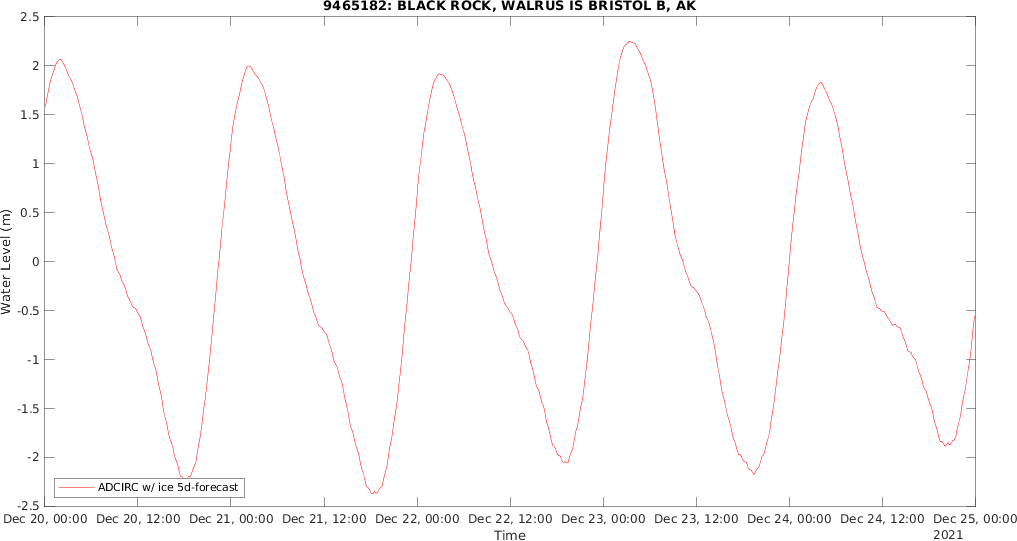 9465182: BLACK ROCK, WALRUS IS BRISTOL B, AK
2.5
2
1.5
1
0.5
0
-0.5
-1
-1.5
-2
-2.5
Water Level (m)
ADCIRC w/ ice 5d-forecast
Dec 20, 00:00 Dec 20, 12:00 Dec 21, 00:00 Dec 21, 12:00 Dec 22, 00:00 Dec 22, 12:00 Dec 23, 00:00 Dec 23, 12:00 Dec 24, 00:00 Dec 24, 12:00 Dec 25, 00:00
Time
2021